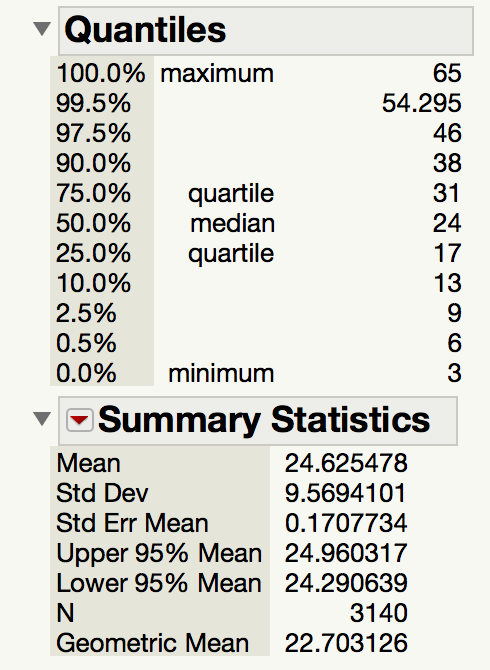 Quantiles
100.0% maximum 65
99.5% 54.295
97.5% 46
90.0% 38
75.0% quartile 31
50.0% median 24
25.0% quartile 17
10.0% 13
2.5% 9
0.5% 6
0.0% minimum 3
Summary Statistics
Mean 24.625478
Std Dev 9.5694101
Std Err Mean 0.1707734
Upper 95% Mean 24.960317
Lower 95% Mean 24.290639
N 3140
Geometric Mean 22.703126